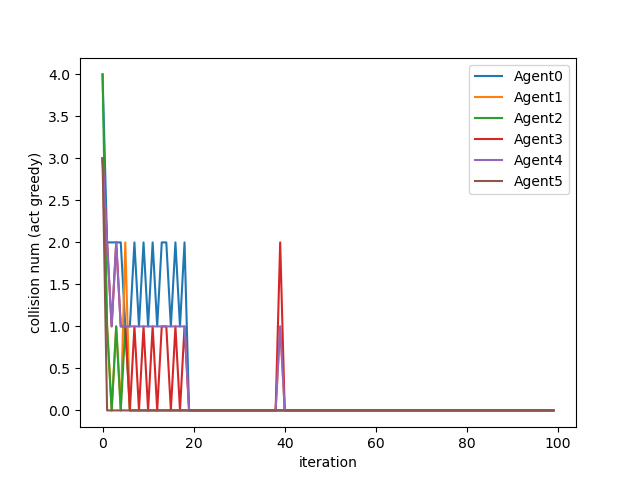 4.0
3.5
3.0
2.5
2.0
1.5
1.0
0.5
0.0
collision num (act greedy)
Agent0
Agent1
Agent2
Agent3
Agent4
Agent5
0 20 40 60 80 100
iteration